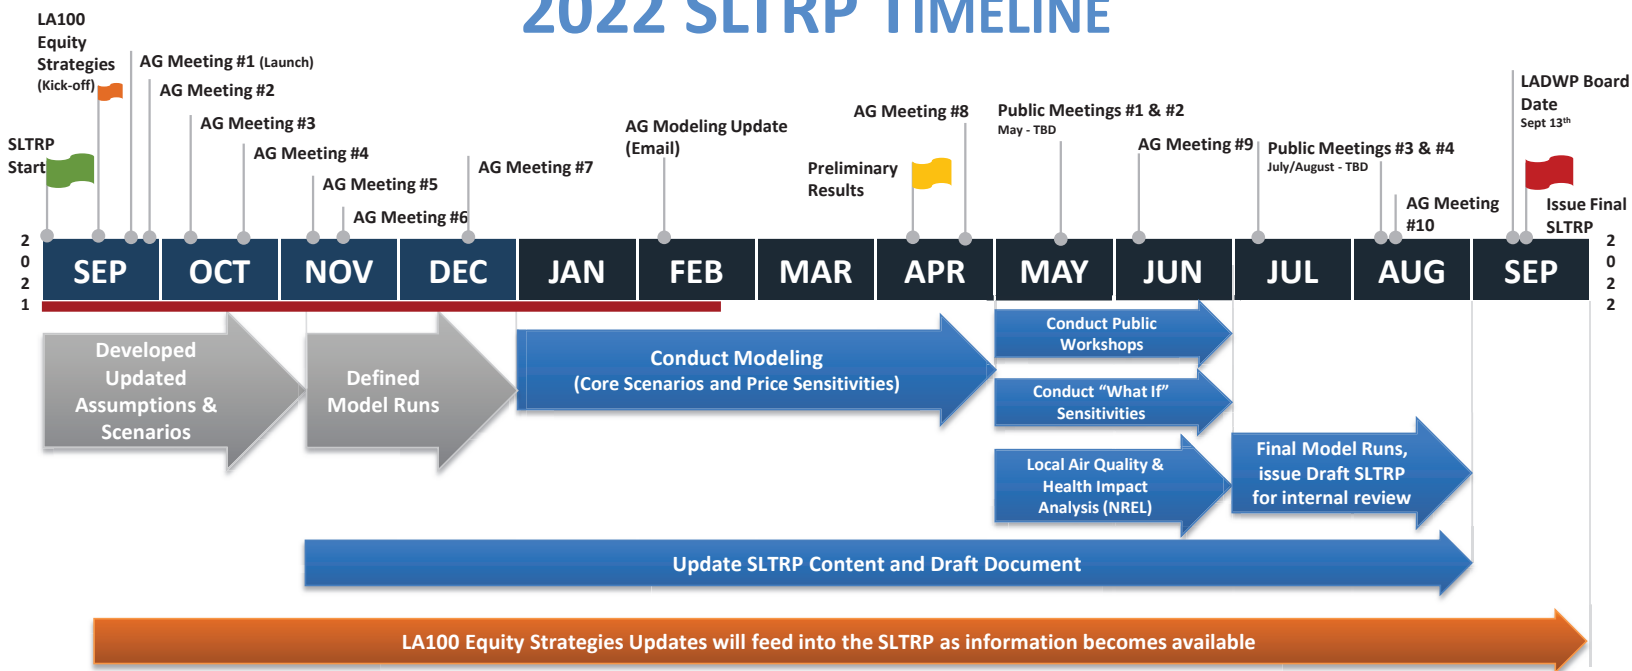 2022 SLTRP TIMELINE
LA100
Equity
Strategies
(Kick-off)
SLTRP
Start
AG Meeting #1 (Launch)
AG Meeting #2
AG Meeting #3
AG Meeting #4
AG Meeting #5
AG Meeting #6
AG Meeting #7
AG Modeling Update
(Email)
Preliminary
Results
AG Meeting #8
Public Meetings #1 & #2
May - TBD
AG Meeting #9
Public Meetings #3 & #4
July/August - TBD
AG Meeting
#10
LADWP Board
Date
Sept 13th
Issue Final
SLTRP
2
0
2
1
SEP
OCT
NOV
DEC
JAN
FEB
MAR
APR
MAY
JUN
JUL
AUG
SEP
2
0
2
2
Developed
Updated
Assumptions &
Scenarios
Defined
Model Runs
Conduct Modeling
(Core Scenarios and Price Sensitivities)
Conduct Public
Workshops
Conduct “What If”
Sensitivities
Local Air Quality &
Health Impact
Analysis (NREL)
Final Model Runs,
issue Draft SLTRP
for internal review
Update SLTRP Content and Draft Document
LA100 Equity Strategies Updates will feed into the SLTRP as information becomes available